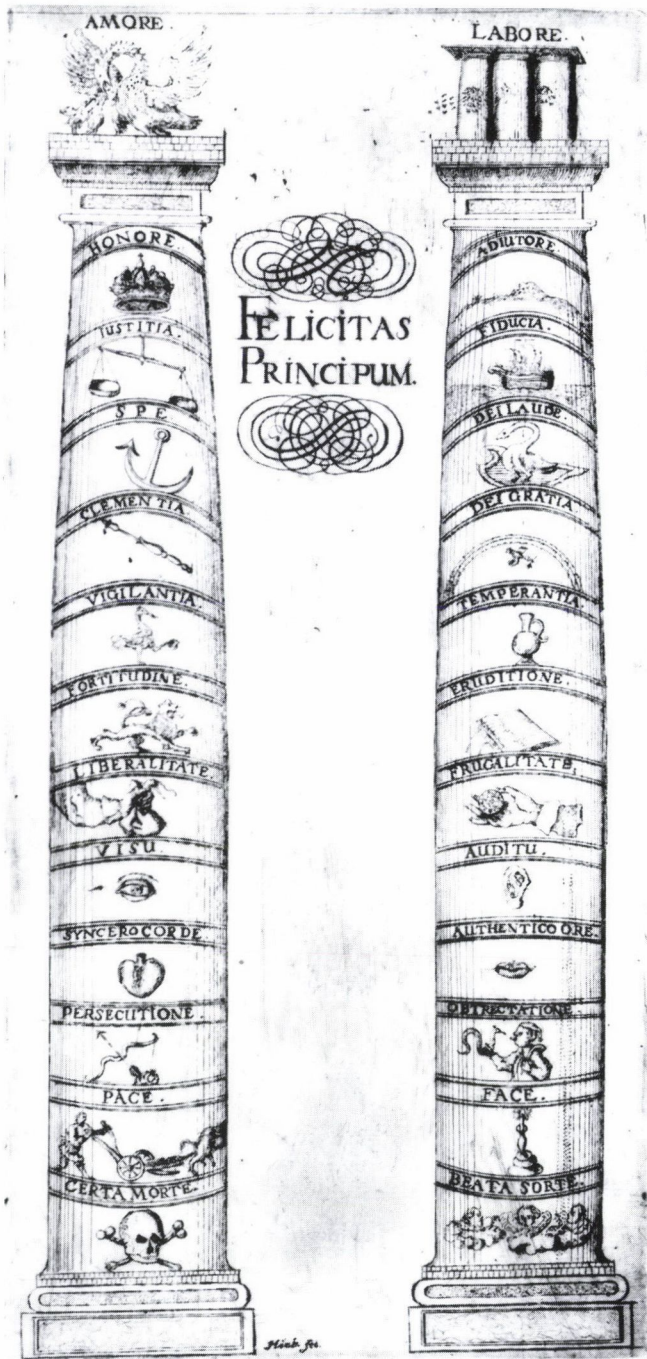 AMORE.
HONORE.
IUSTITIA.
SPE
CLEMENTIA
VIGILANTIA.
FORTITUDINE.
LIBERALITATE.
VISU.
SYNCERO CORDE
PERSECUTIONE.
PACE.
CERTA MORTE.
FELICITAS
PRINCIPUM.
LABORE.
ADIUTORE.
FIDUCIA.
DEI LAUDE.
DEI GRATIA.
TEMPERANTIA.
ERUDITIONE.
FRUGALITATE.
AUDITU.
AUTHENTICO ORE.
OBTRECTATIONE.
FACE.
BEATA SORTE.